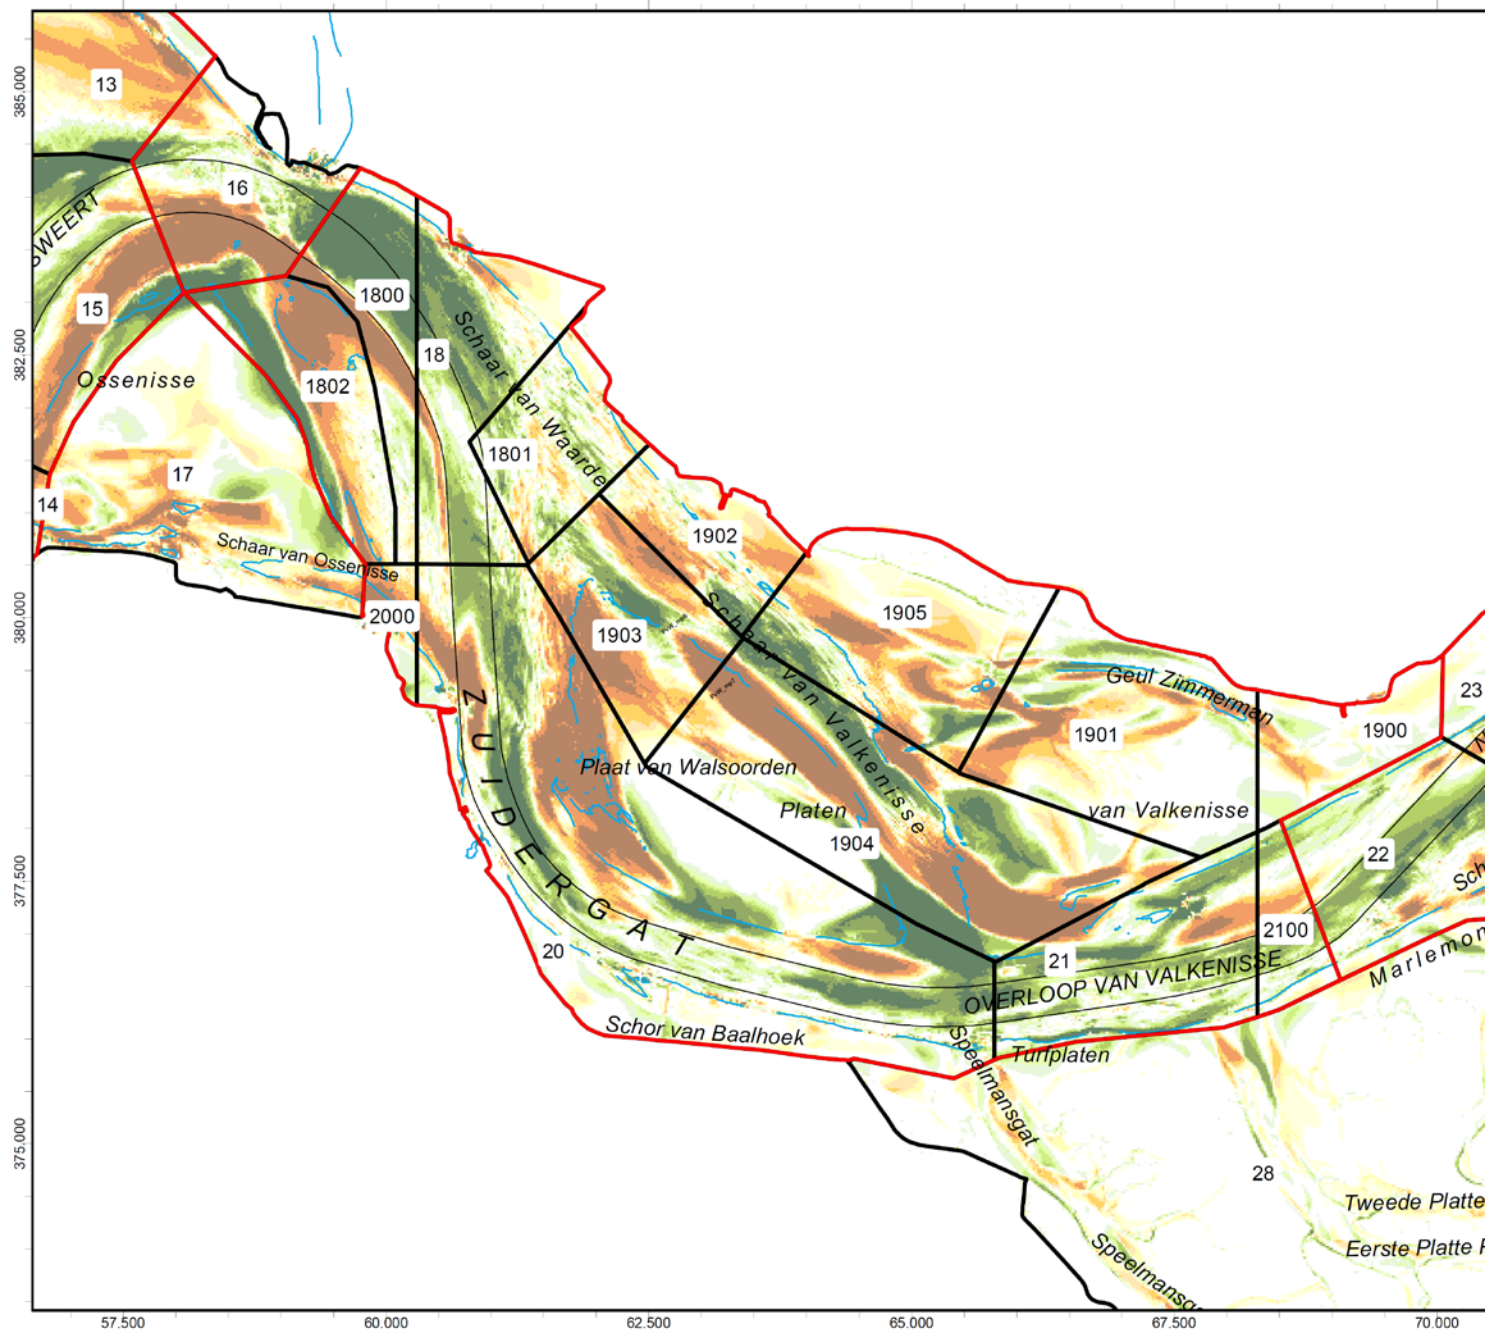 385.000
13
16
SWEERT
15
1800
382.500
18
Schaar van Waarde
Ossenisse
1802
1801
17
14
1902
Schaar van Ossenisse
380.000
2000
1903
1905
Schaar van Valkenisse
Geul Zimmerman
23
1901
1900
ZUIDERGAT
Plaat van Walsoorden
Platen
van Valkenisse
1904
22
377.500
Sch
2100
20
21
OVERLOOP VAN VALKENISSE
Marlemon
Schor van Baalhoek
Turfplaten
Speelmansgat
375.000
28
Tweede Platte
Eerste Platte
Speelmansga
57.500
60.000
62.500
65.000
67.500
70.000